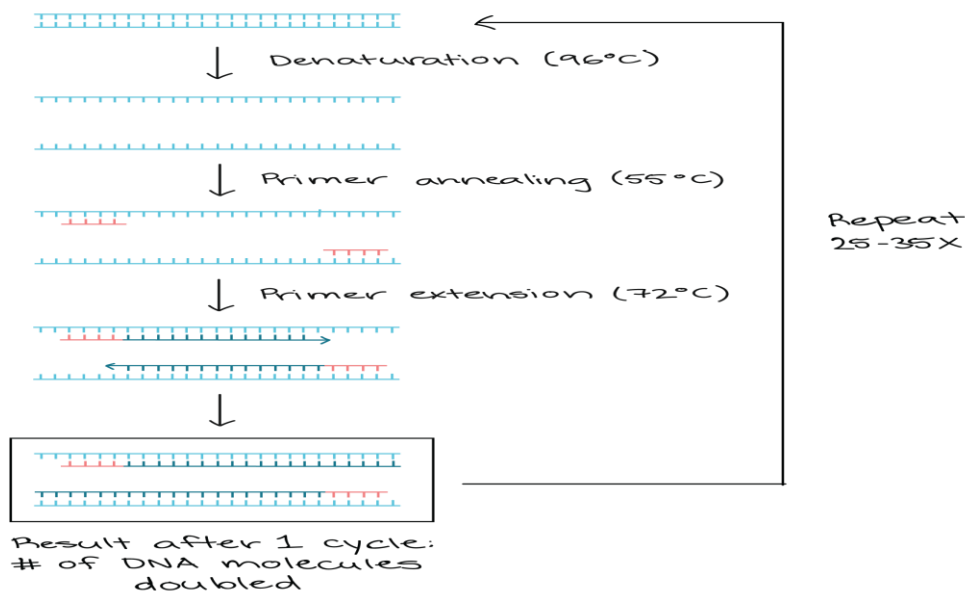 Denaturation (96°C)
Primer annealing (55°C)
Repeat
25-35X
Primer extension (72°C)
Result after 1 cycle:
# of DNA molecules
doubled